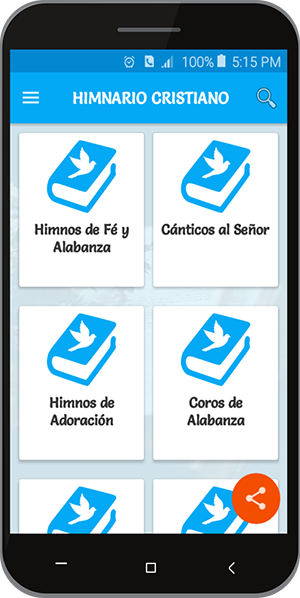 100% 5:15 PM
HIMNARIO CRISTIANO
Himnos de Fé y
Alabanza
Cánticos al Señor
Himnos de
Adoración
Coros de
Alabanza